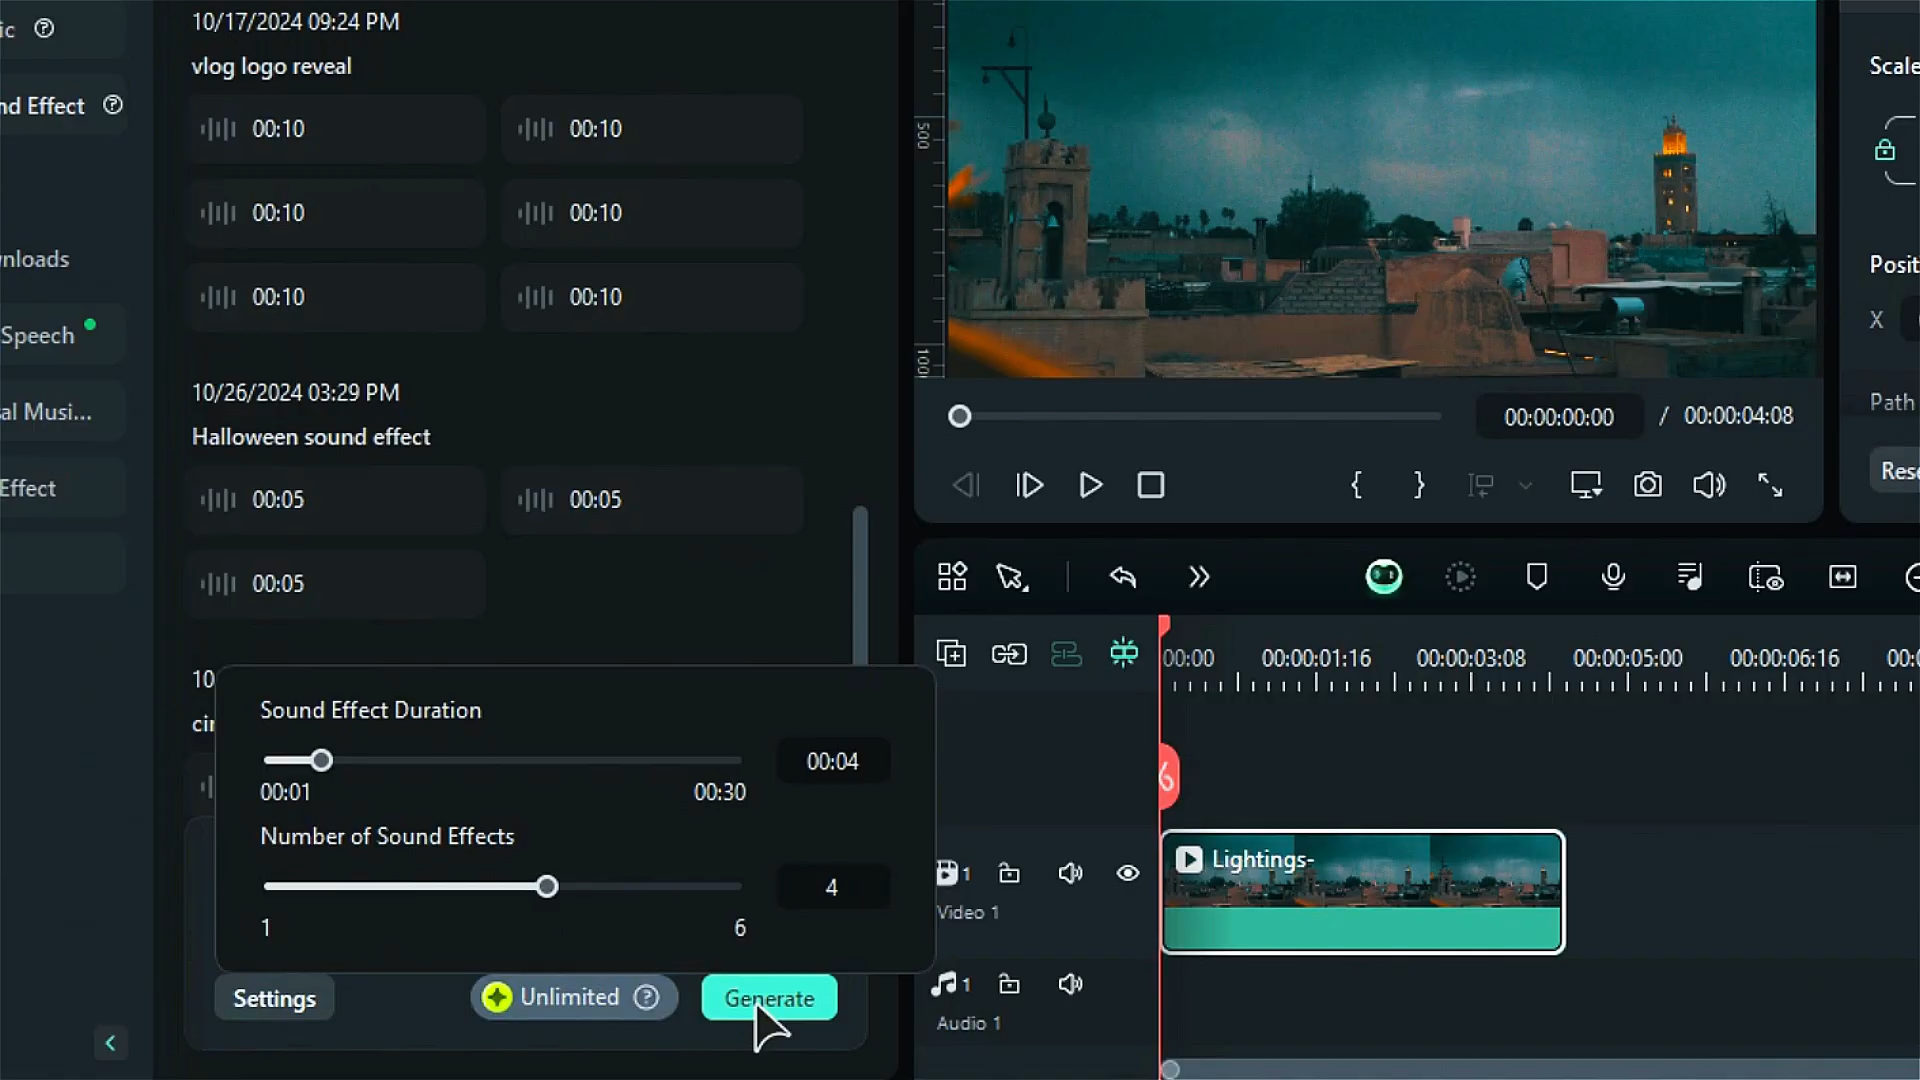 ic
nd Effect
wnloads
Speech
al Musi...
Effect
10/17/2024 09:24 PM
vlog logo reveal
00:10
00:10
00:10
00:10
00:10
00:10
10/26/2024 03:29 PM
Halloween sound effect
00:05
00:05
00:05
10
cin
Sound Effect Duration
00:04
00:01
00:30
Number of Sound Effects
4
1
6
Settings
Unlimited
Generate
500
100
00:00:00:00 / 00:00:04:08
Scale
Posit
X
Path
Rese
00:00
00:00:01:16
00:00:03:08
00:00:05:00
00:00:06:16
00:
Lightings-
1
Video 1
1
Audio 1